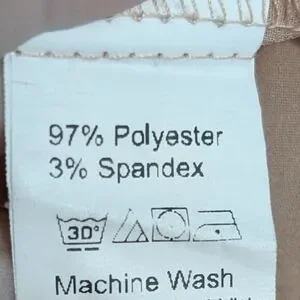 97% Polyester
3% Spandex
30°
Machine Wash